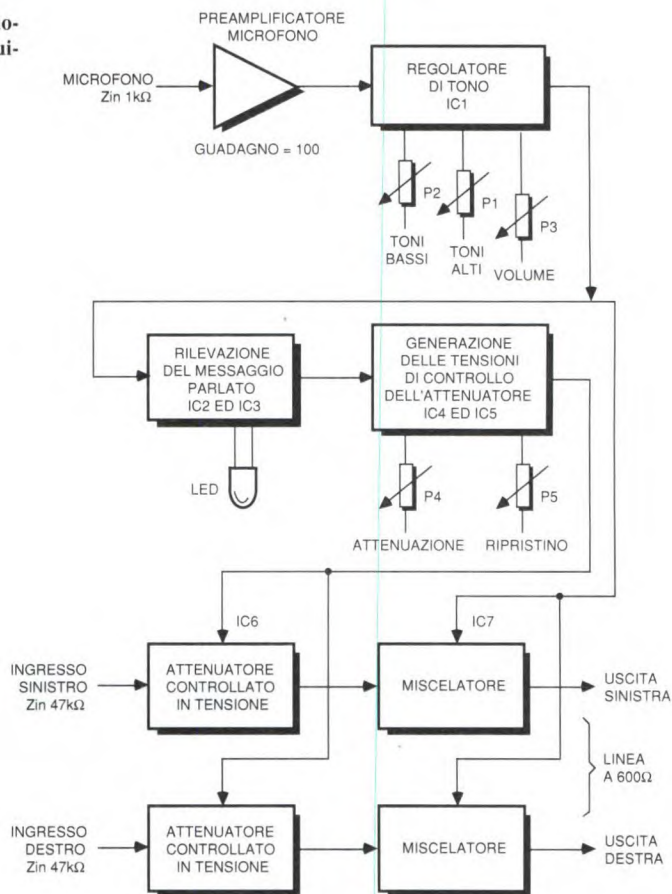 o-
ui-
PREAMPLIFICATORE
MICROFONO
MICROFONO
Zin 1kΩ
GUADAGNO = 100
REGOLATORE
DI TONO
IC1
P2
P1
P3
TONI
BASSI
TONI
ALTI
VOLUME
RILEVAZIONE
DEL MESSAGGIO
PARLATO
IC2 ED IC3
LED
GENERAZIONE
DELLE TENSIONI
DI CONTROLLO
DELL'ATTENUATORE
IC4 ED IC5
P4
P5
ATTENUAZIONE
RIPRISTINO
IC6
IC7
INGRESSO
SINISTRO
Zin 47kΩ
ATTENUATORE
CONTROLLATO
IN TENSIONE
MISCELATORE
USCITA
SINISTRA
LINEA
A 600Ω
INGRESSO
DESTRO
Zin 47kΩ
ATTENUATORE
CONTROLLATO
IN TENSIONE
MISCELATORE
USCITA
DESTRA